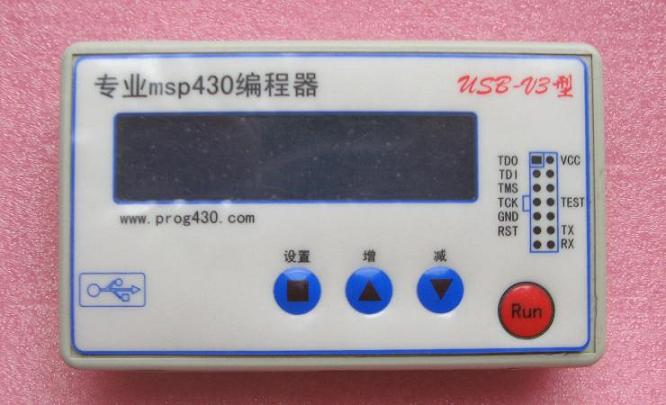 专业msp430编程器
USB-V3型
TDO VCC
TDI
TMS
TCK TEST
GND
RST TX
RX
www.prog430.com
设置 增 减
Run